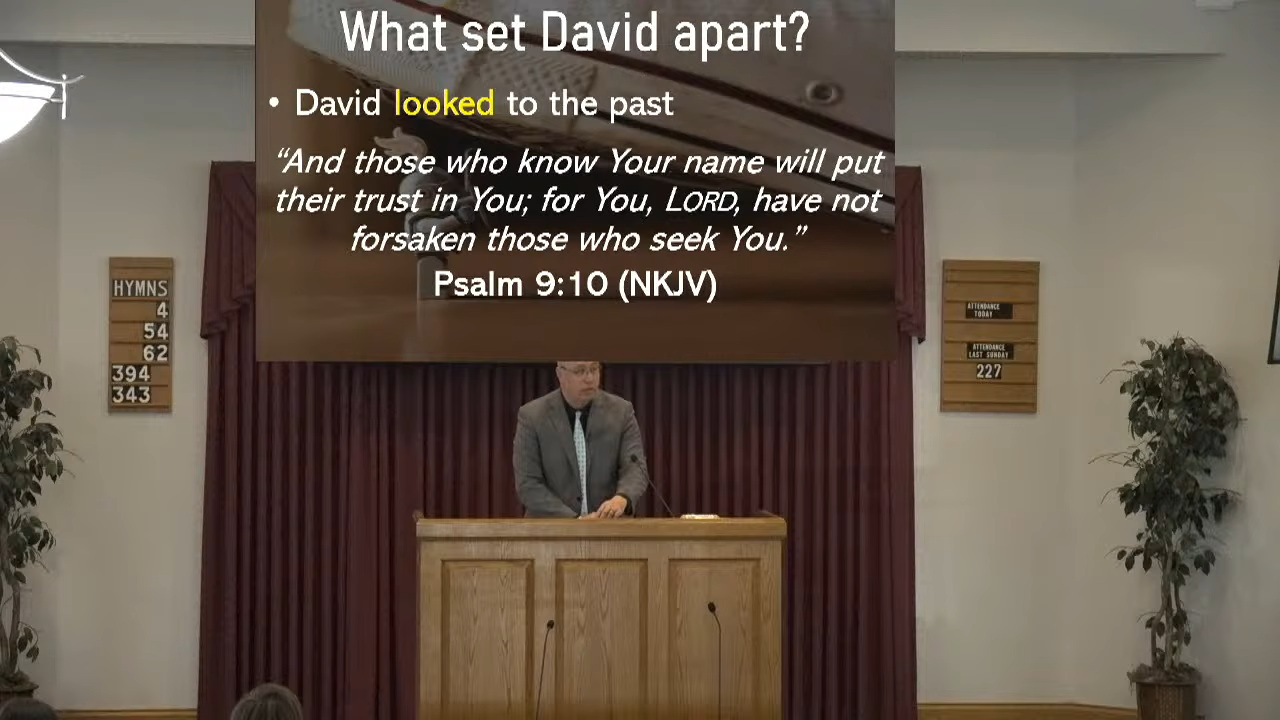 What set David apart?
• David looked to the past
“And those who know Your name will put
their trust in You; for You, LORD, have not
forsaken those who seek You.”
Psalm 9:10 (NKJV)
HYMNS
4
54
62
394
343
ATTENDANCE
TODAY
ATTENDANCE
LAST SUNDAY
227